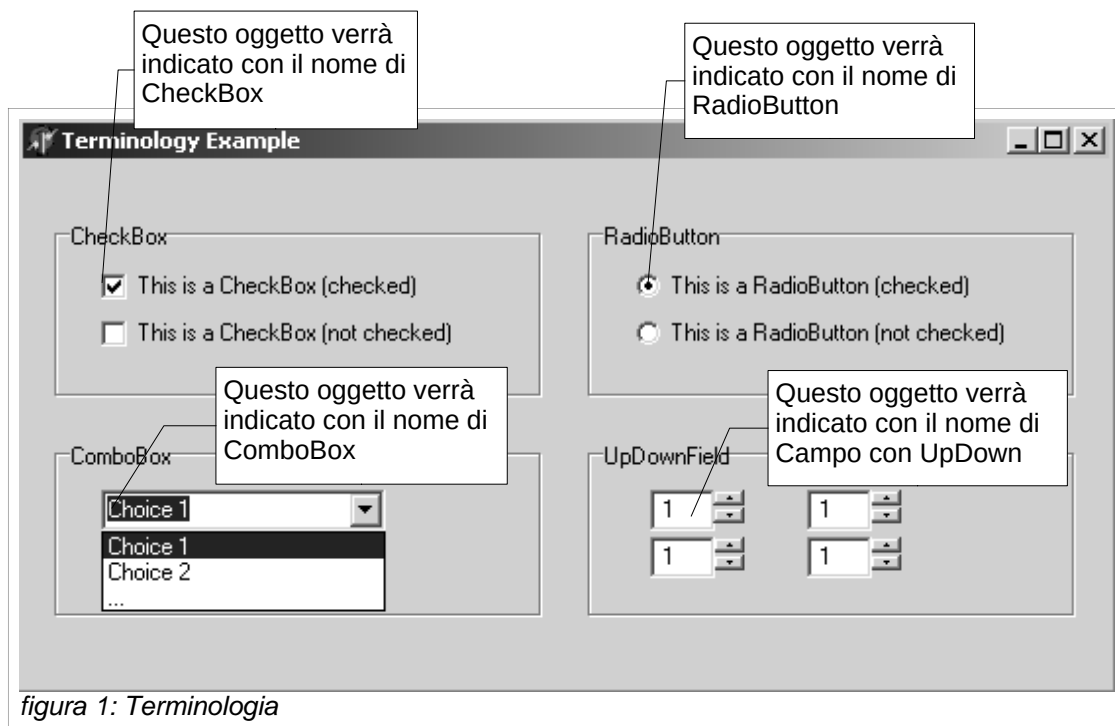 Questo oggetto verrà
indicato con il nome di
CheckBox
Questo oggetto verrà
indicato con il nome di
RadioButton
Terminology Example
CheckBox
This is a CheckBox (checked)
This is a CheckBox (not checked)
RadioButton
This is a RadioButton (checked)
This is a RadioButton (not checked)
Questo oggetto verrà
indicato con il nome di
ComboBox
Questo oggetto verrà
indicato con il nome di
Campo con UpDown
ComboBox
Choice 1
Choice 1
Choice 2
...
UpDownField
1 1
1 1
figura 1: Terminologia